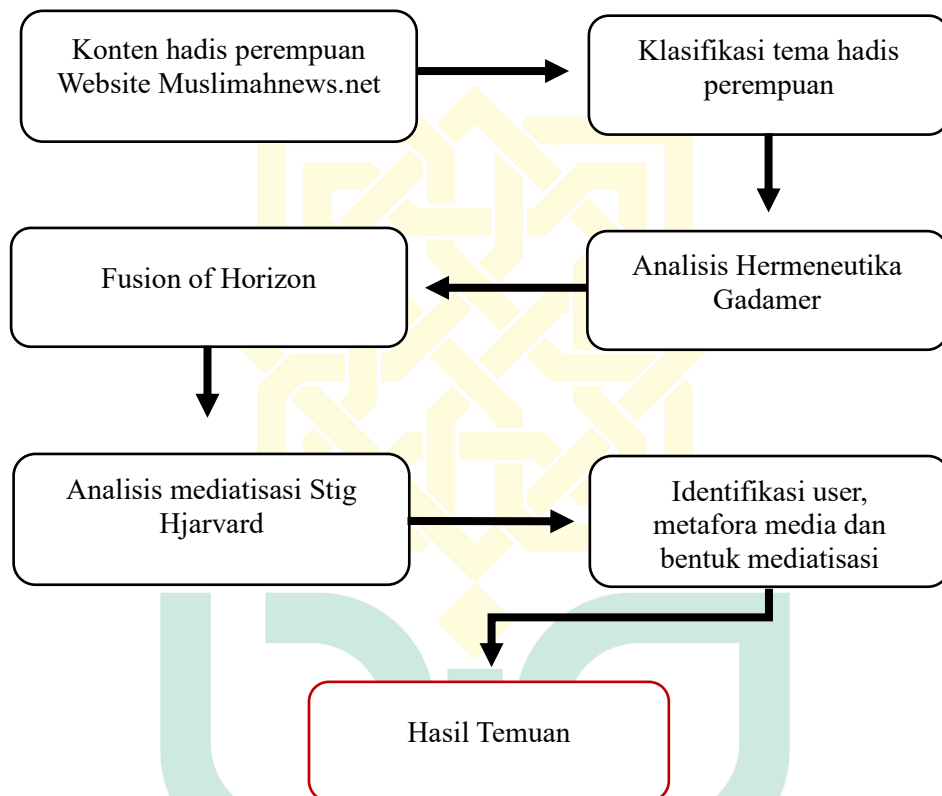 Konten hadis perempuan
Website Muslimahnews.net
Klasifikasi tema hadis
perempuan
Analisis Hermeneutika
Gadamer
Fusion of Horizon
Analisis mediatisasi Stig
Hjarvard
Identifikasi user,
metafora media dan
bentuk mediatisasi
Hasil Temuan